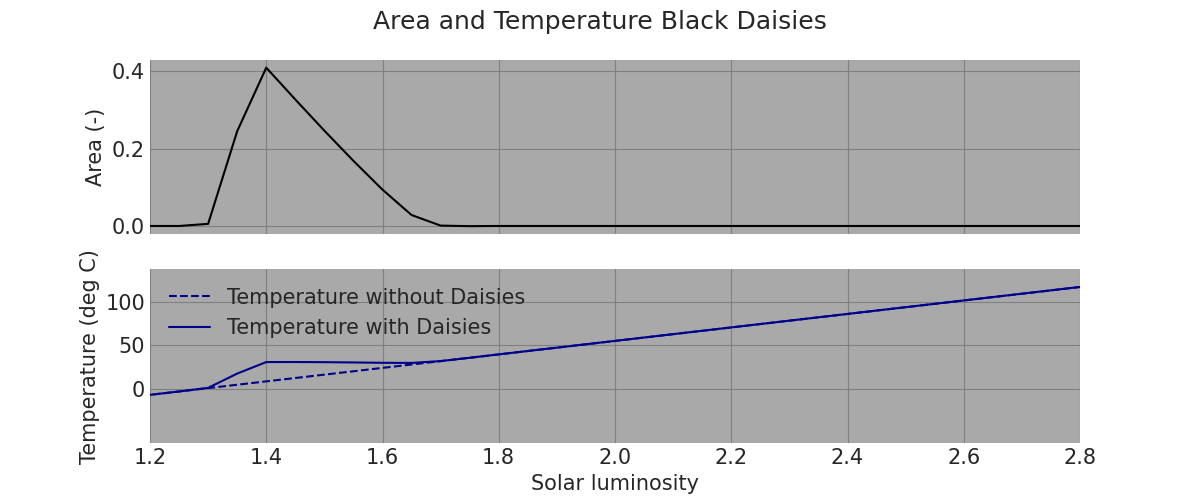 Area and Temperature Black Daisies
Area (-)
0.4
0.2
0.0
Temperature (deg C)
100
50
0
Temperature without Daisies
Temperature with Daisies
1.2 1.4 1.6 1.8 2.0 2.2 2.4 2.6 2.8
Solar luminosity